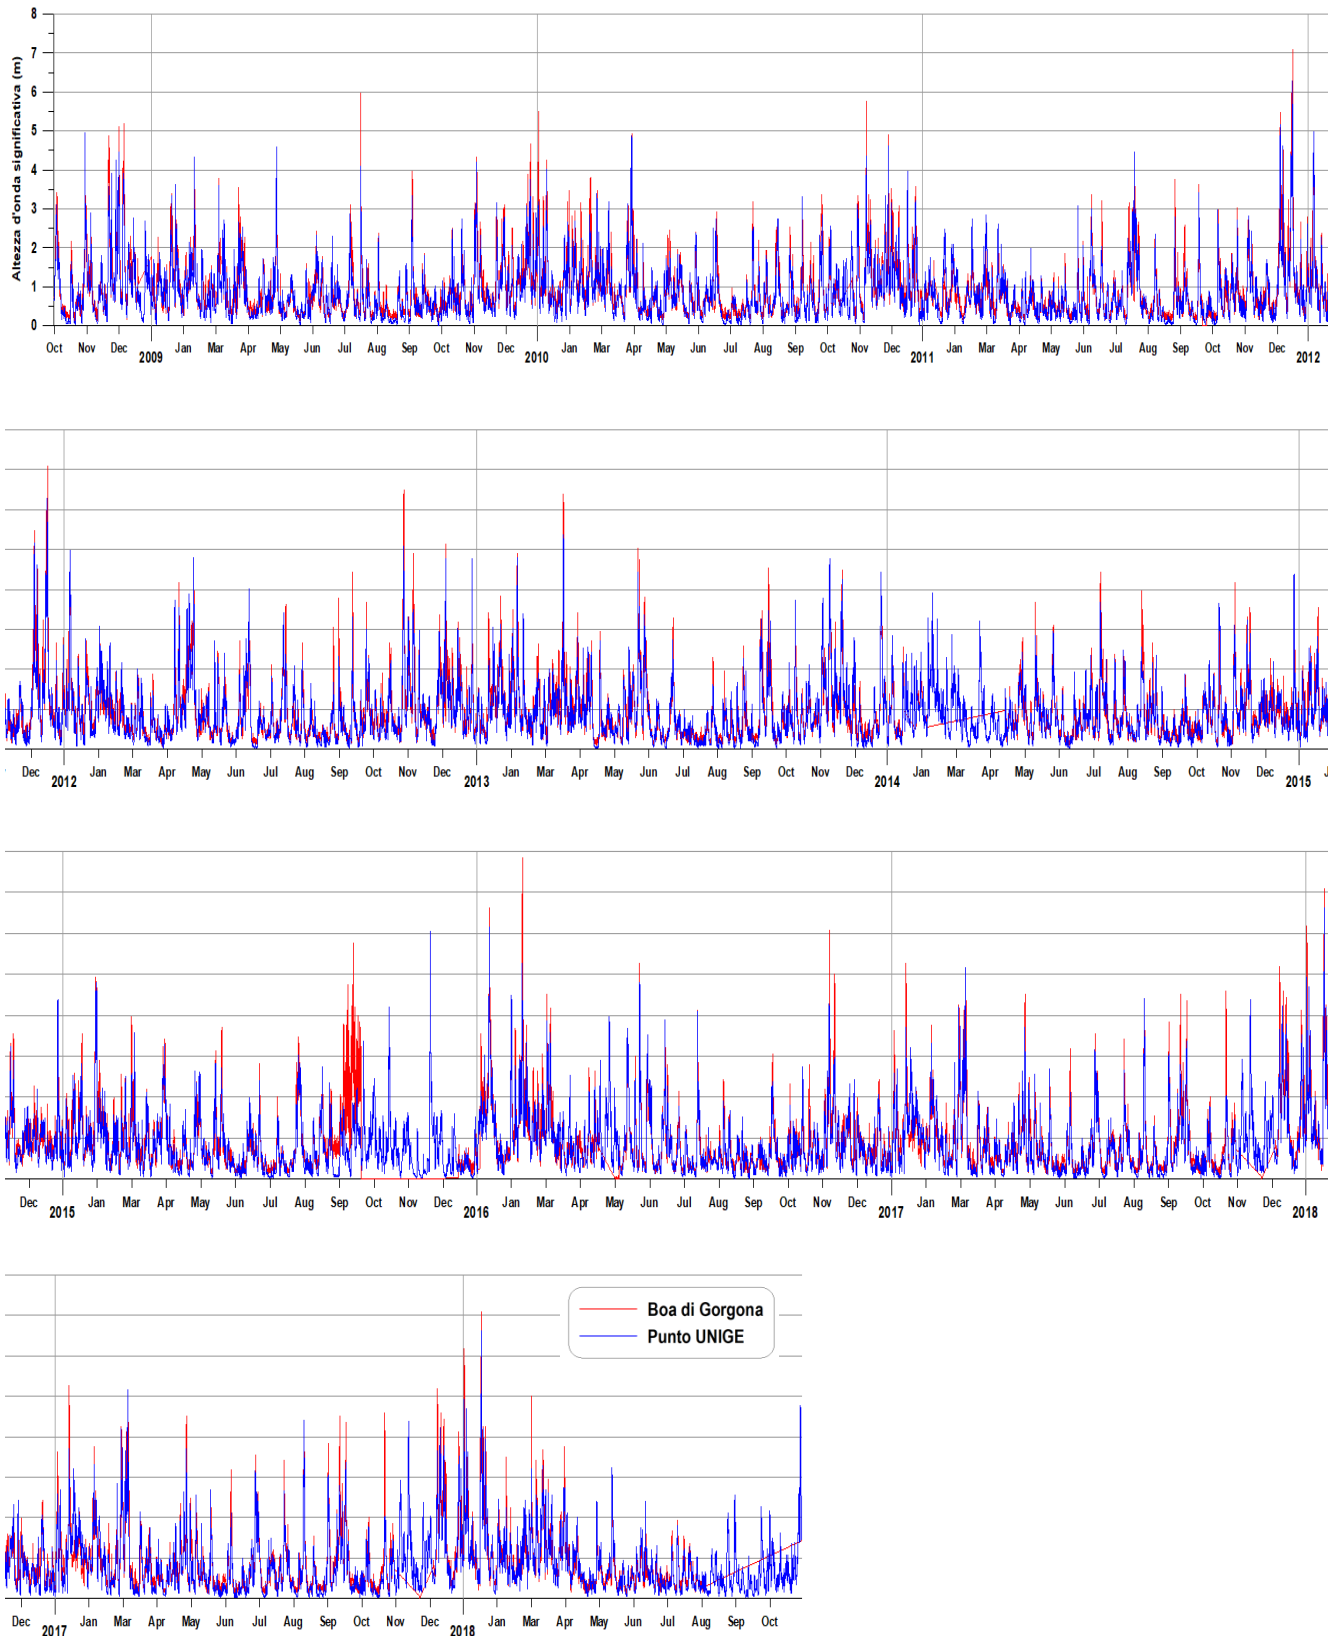 Altezza d'onda significativa (m)
8
7
6
5
4
3
2
1
0
Oct Nov Dec 2009 Jan Mar Apr May Jun Jul Aug Sep Oct Nov Dec 2010 Jan Mar Apr May Jun Jul Aug Sep Oct Nov Dec 2011 Jan Mar Apr May Jun Jul Aug Sep Oct Nov Dec 2012
Dec 2012 Jan Mar Apr May Jun Jul Aug Sep Oct Nov Dec 2013 Jan Mar Apr May Jun Jul Aug Sep Oct Nov Dec 2014 Jan Mar Apr May Jun Jul Aug Sep Oct Nov Dec 2015 J
Dec 2015 Jan Mar Apr May Jun Jul Aug Sep Oct Nov Dec 2016 Jan Mar Apr May Jun Jul Aug Sep Oct Nov 2017 Jan Mar Apr May Jun Jul Aug Sep Oct Nov Dec 2018
Boa di Gorgona
Punto UNIGE
Dec 2017 Jan Mar Apr May Jun Jul Aug Sep Oct Nov Dec 2018 Jan Mar Apr May Jun Jul Aug Sep Oct